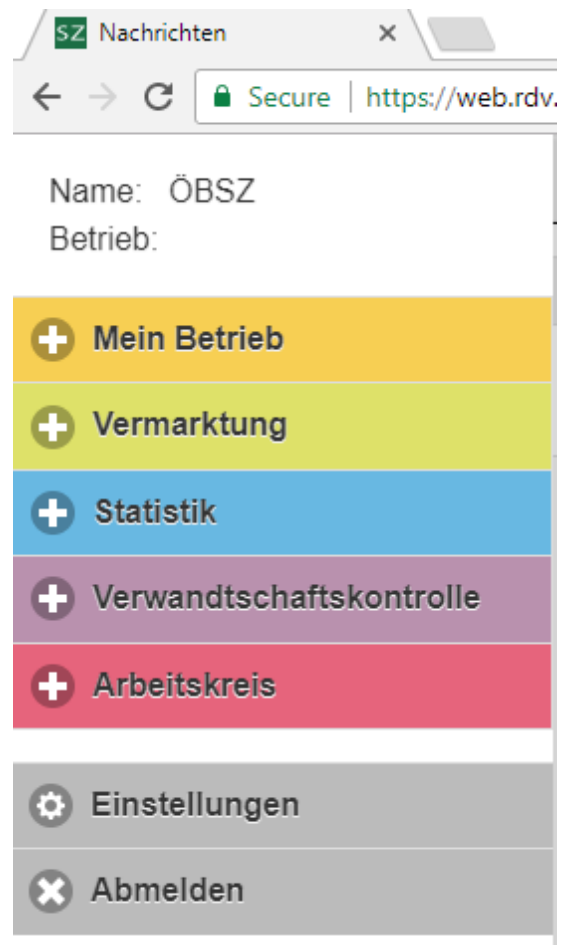 SZ Nachrichten
Secure | https://web.rdv.
Name: ÖBSZ
Betrieb:
Mein Betrieb
Vermarktung
Statistik
Verwandtschaftskontrolle
Arbeitskreis
Einstellungen
Abmelden